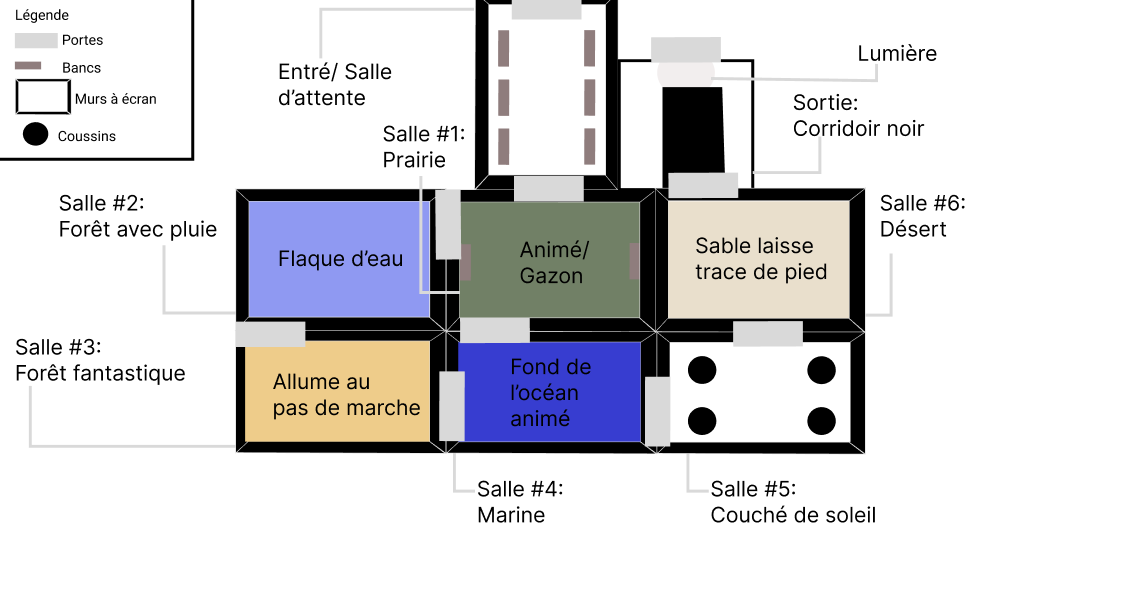 Légende
Portes
Bancs
Murs à écran
Coussins
Entré/ Salle
d’attente
Lumière
Sortie:
Corridoir noir
Salle #1:
Prairie
Salle #2:
Forêt avec pluie
Flaque d’eau
Animé/
Gazon
Sable laisse
trace de pied
Salle #6:
Désert
Salle #3:
Forêt fantastique
Allume au
pas de marche
Fond de
l’océan
animé
Salle #4:
Marine
Salle #5:
Couché de soleil